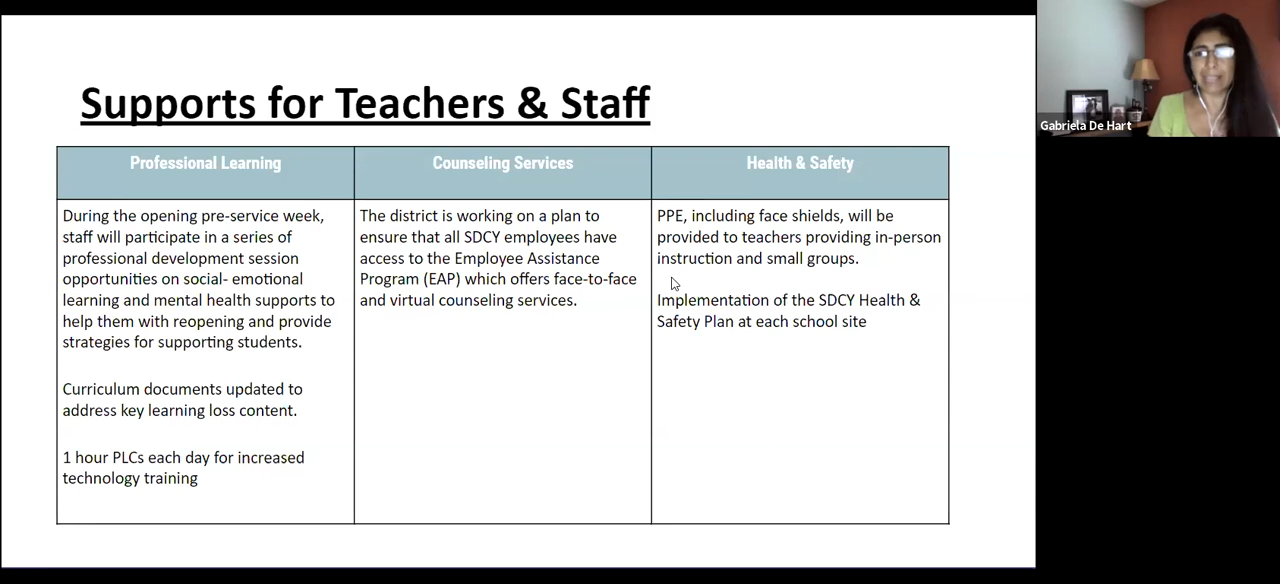 Supports for Teachers & Staff
Gabriela De Hart
Professional Learning
Counseling Services
Health & Safety
During the opening pre-service week,
staff will participate in a series of
professional development session
opportunities on social- emotional
learning and mental health supports to
help them with reopening and provide
strategies for supporting students.
Curriculum documents updated to
address key learning loss content.
1 hour PLCs each day for increased
technology training
The district is working on a plan to
ensure that all SDCY employees have
access to the Employee Assistance
Program (EAP) which offers face-to-face
and virtual counseling services.
PPE, including face shields, will be
provided to teachers providing in-person
instruction and small groups.
Implementation of the SDCY Health &
Safety Plan at each school site